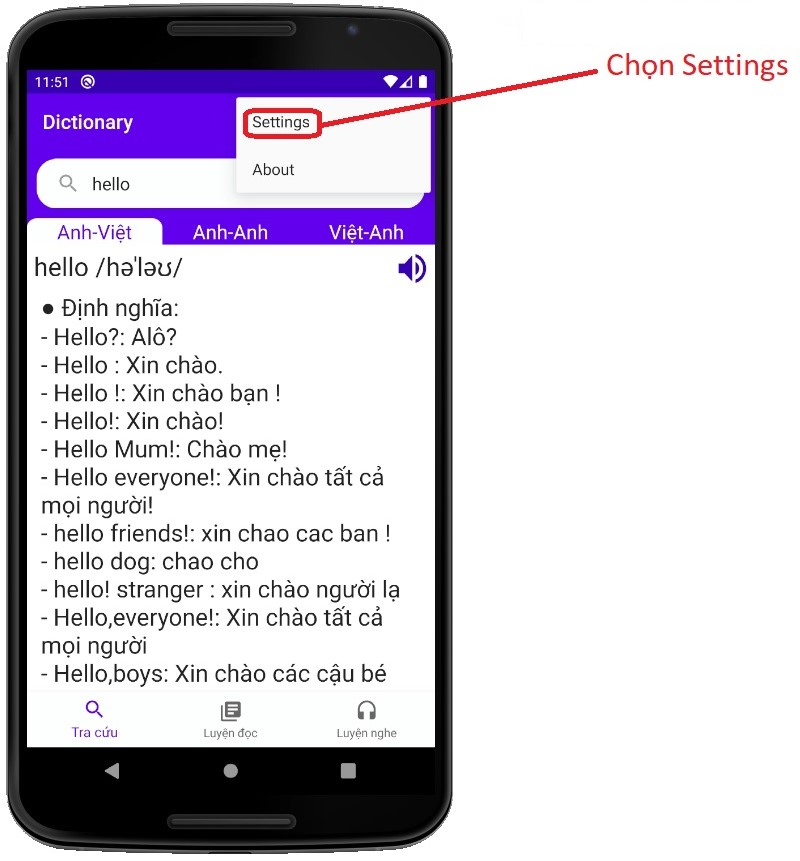 11:51
Chọn Settings
Dictionary
Settings
About
hello
Anh-Việt Anh-Anh Việt-Anh
hello /hə'ləʊ/
● Định nghĩa:
- Hello?: Alô?
- Hello : Xin chào.
- Hello !: Xin chào bạn !
- Hello!: Xin chào!
- Hello Mum!: Chào mẹ!
- Hello everyone!: Xin chào tất cả
mọi người!
- hello friends!: xin chao cac ban !
- hello dog: chao cho
- hello! stranger : xin chào người lạ
- Hello,everyone!: Xin chào tất cả
mọi người
- Hello,boys: Xin chào các cậu bé
Tra cứu Luyện đọc Luyện nghe